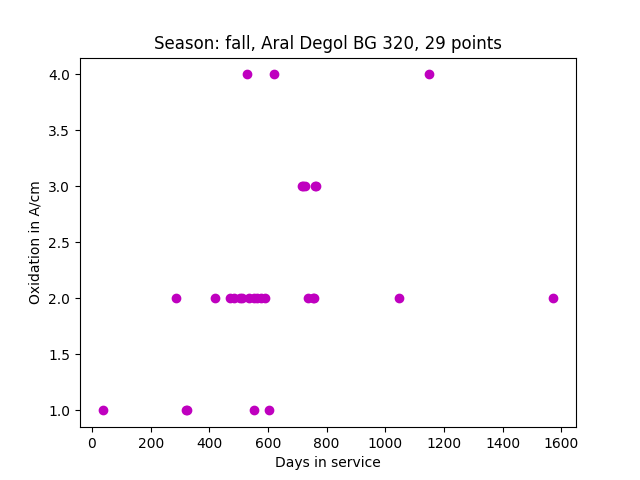 Season: fall, Aral Degol BG 320, 29 points
4.0
3.5
3.0
2.5
2.0
1.5
1.0
Oxidation in A/cm
0 200 400 600 800 1000 1200 1400 1600
Days in service